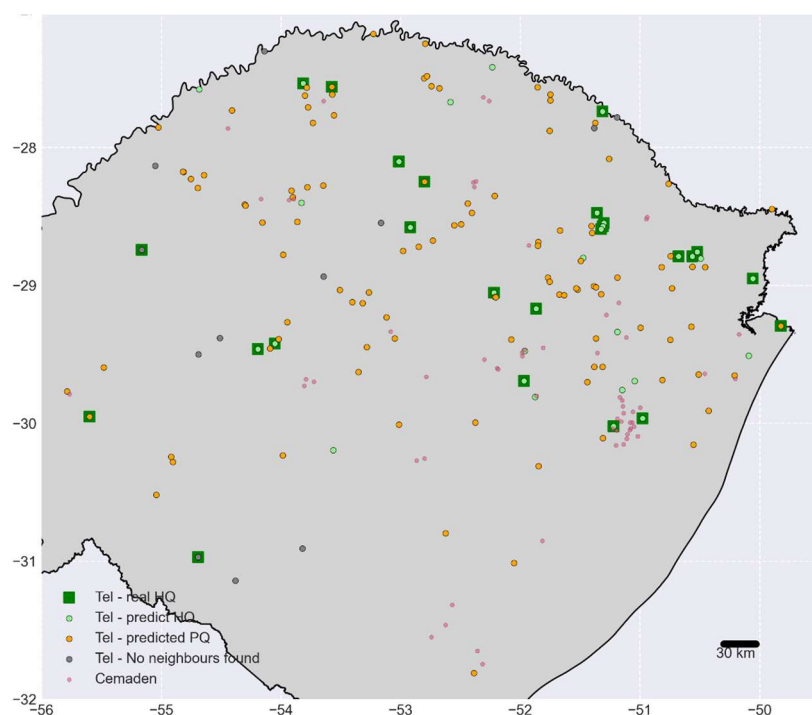 −28
−29
−30
−31
−32
Tel - real HQ
Tel - predict HQ
Tel - predicted PQ
Tel - No neighbours found
Cemaden
30 km
−56 −55 −54 −53 −52 −51 −50